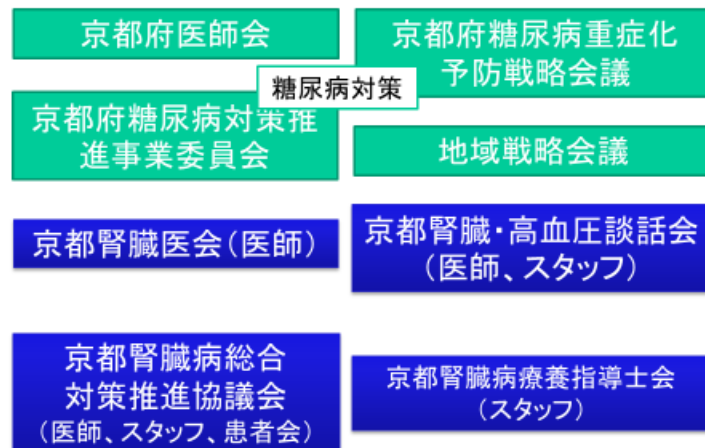 京都府医師会
京都府糖尿病重症化
予防戦略会議
糖尿病対策
京都府糖尿病対策推
進事業委員会
地域戦略会議
京都腎臓医会（医師）
京都腎臓・高血圧談話会
（医師、スタッフ）
京都腎臓病総合
対策推進協議会
（医師、スタッフ、患者会）
京都腎臓病療養指導士会
（スタッフ）